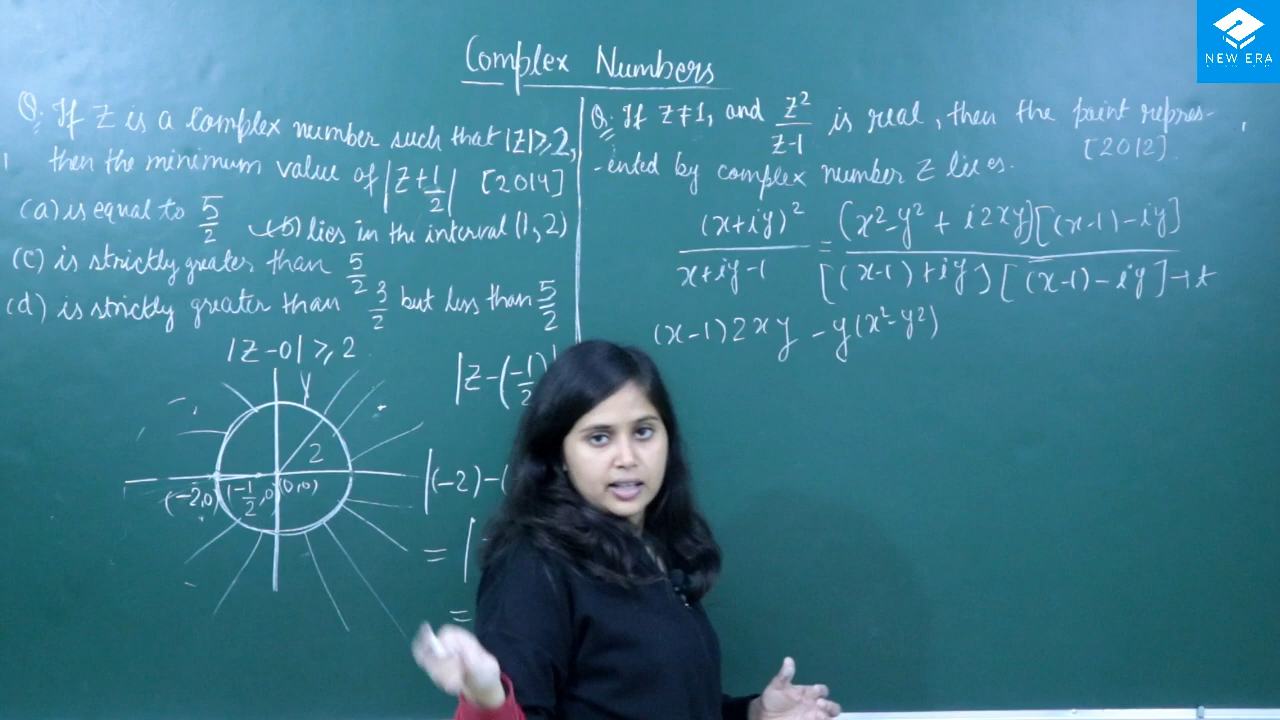 NEW ERA
Complex Numbers
Q. If Z is a complex number such that |Z|≥2,
then the minimum value of |Z+1/2| [2014]
(a) is equal to 5/2 (b) lies in the interval (1, 2)
(c) is strictly greater than 5/2
(d) is strictly greater than 3/2 but less than 5/2
|Z-0| ≥ 2
Y
2
(-2,0) (-1/2,0) (0,0)
|Z-(-1/2)|
|(-2)-(
= |
=
Q. If Z≠1, and Z²/Z-1 is real, then the point repres-
-ented by complex number Z lies. [2012]
(x+iy)²/x+iy-1 = (x²-y²+i2xy)[(x-1)-iy]/[(x-1)+iy][(x-1)-iy]
(x-1)2xy - y(x²-y²)